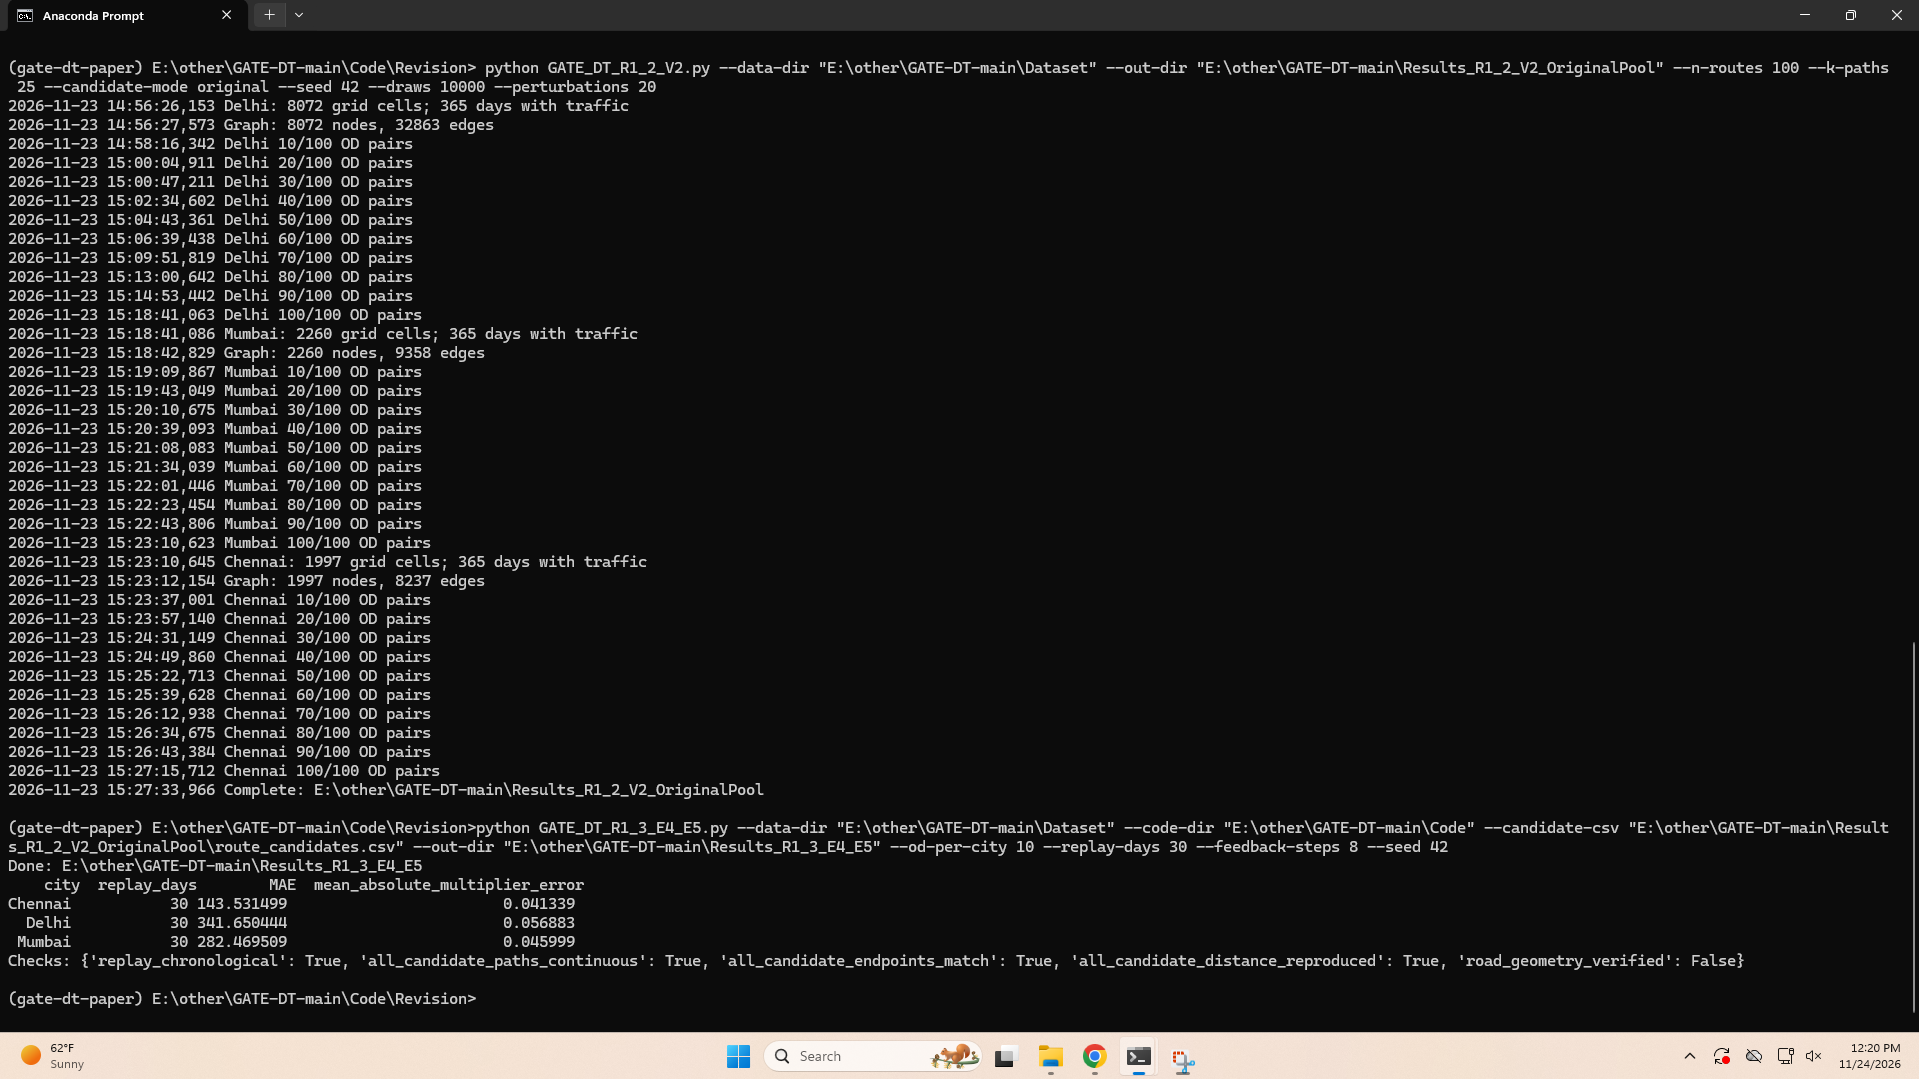 Anaconda Prompt
(gate-dt-paper) E:\other\GATE-DT-main\Code\Revision> python GATE_DT_R1_2_V2.py --data-dir "E:\other\GATE-DT-main\Dataset" --out-dir "E:\other\GATE-DT-main\Results_R1_2_V2_OriginalPool" --n-routes 100 --k-paths
25 --candidate-mode original --seed 42 --draws 10000 --perturbations 20
2026-11-23 14:56:26,153 Delhi: 8072 grid cells; 365 days with traffic
2026-11-23 14:56:27,573 Graph: 8072 nodes, 32863 edges
2026-11-23 14:58:16,342 Delhi 10/100 OD pairs
2026-11-23 15:00:04,911 Delhi 20/100 OD pairs
2026-11-23 15:00:47,211 Delhi 30/100 OD pairs
2026-11-23 15:02:34,602 Delhi 40/100 OD pairs
2026-11-23 15:04:43,361 Delhi 50/100 OD pairs
2026-11-23 15:06:39,438 Delhi 60/100 OD pairs
2026-11-23 15:09:51,819 Delhi 70/100 OD pairs
2026-11-23 15:13:00,642 Delhi 80/100 OD pairs
2026-11-23 15:14:53,442 Delhi 90/100 OD pairs
2026-11-23 15:18:41,063 Delhi 100/100 OD pairs
2026-11-23 15:18:41,086 Mumbai: 2260 grid cells; 365 days with traffic
2026-11-23 15:18:42,829 Graph: 2260 nodes, 9358 edges
2026-11-23 15:19:09,867 Mumbai 10/100 OD pairs
2026-11-23 15:19:43,049 Mumbai 20/100 OD pairs
2026-11-23 15:20:10,675 Mumbai 30/100 OD pairs
2026-11-23 15:20:39,093 Mumbai 40/100 OD pairs
2026-11-23 15:21:08,083 Mumbai 50/100 OD pairs
2026-11-23 15:21:34,039 Mumbai 60/100 OD pairs
2026-11-23 15:22:01,446 Mumbai 70/100 OD pairs
2026-11-23 15:22:23,454 Mumbai 80/100 OD pairs
2026-11-23 15:22:43,806 Mumbai 90/100 OD pairs
2026-11-23 15:23:10,623 Mumbai 100/100 OD pairs
2026-11-23 15:23:10,645 Chennai: 1997 grid cells; 365 days with traffic
2026-11-23 15:23:12,154 Graph: 1997 nodes, 8237 edges
2026-11-23 15:23:37,001 Chennai 10/100 OD pairs
2026-11-23 15:23:57,140 Chennai 20/100 OD pairs
2026-11-23 15:24:31,149 Chennai 30/100 OD pairs
2026-11-23 15:24:49,860 Chennai 40/100 OD pairs
2026-11-23 15:25:22,713 Chennai 50/100 OD pairs
2026-11-23 15:25:39,628 Chennai 60/100 OD pairs
2026-11-23 15:26:12,938 Chennai 70/100 OD pairs
2026-11-23 15:26:34,675 Chennai 80/100 OD pairs
2026-11-23 15:26:43,384 Chennai 90/100 OD pairs
2026-11-23 15:27:15,712 Chennai 100/100 OD pairs
2026-11-23 15:27:33,966 Complete: E:\other\GATE-DT-main\Results_R1_2_V2_OriginalPool
(gate-dt-paper) E:\other\GATE-DT-main\Code\Revision>python GATE_DT_R1_3_E4_E5.py --data-dir "E:\other\GATE-DT-main\Dataset" --code-dir "E:\other\GATE-DT-main\Code" --candidate-csv "E:\other\GATE-DT-main\Result
s_R1_2_V2_OriginalPool\route_candidates.csv" --out-dir "E:\other\GATE-DT-main\Results_R1_3_E4_E5" --od-per-city 10 --replay-days 30 --feedback-steps 8 --seed 42
Done: E:\other\GATE-DT-main\Results_R1_3_E4_E5
city replay_days MAE mean_absolute_multiplier_error
Chennai 30 143.531499 0.041339
Delhi 30 341.650444 0.056883
Mumbai 30 282.469509 0.045999
Checks: {'replay_chronological': True, 'all_candidate_paths_continuous': True, 'all_candidate_endpoints_match': True, 'all_candidate_distance_reproduced': True, 'road_geometry_verified': False}
(gate-dt-paper) E:\other\GATE-DT-main\Code\Revision>
62°F
Sunny
Search
12:20 PM
11/24/2026